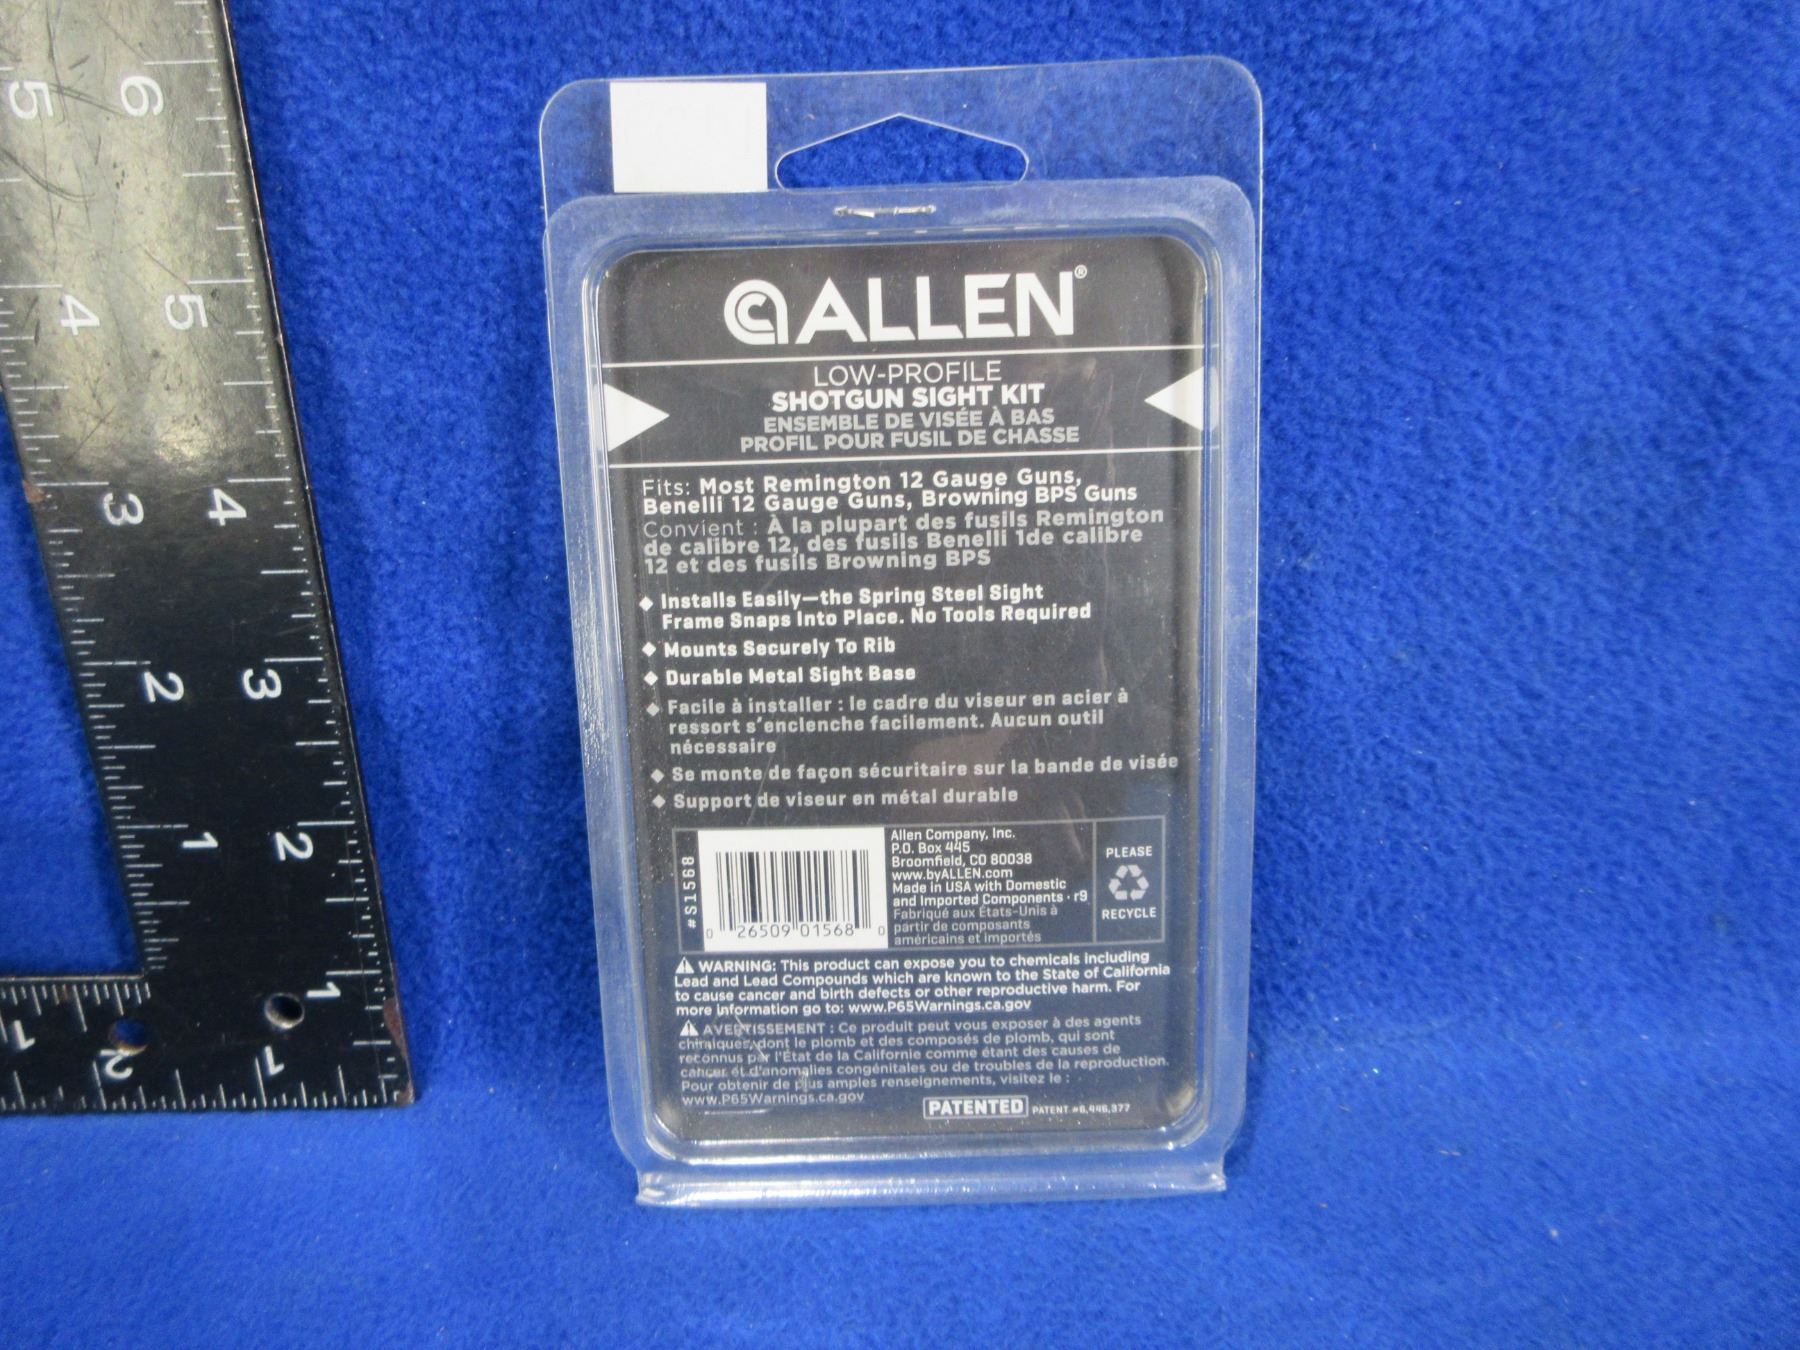 ALLEN®
LOW-PROFILE
SHOTGUN SIGHT KIT
ENSEMBLE DE VISÉE À BAS
PROFIL POUR FUSIL DE CHASSE
Fits: Most Remington 12 Gauge Guns,
Benelli 12 Gauge Guns, Browning BPS Guns
Convient : À la plupart des fusils Remington
de calibre 12, des fusils Benelli 1de calibre
12 et des fusils Browning BPS
Installs Easily—the Spring Steel Sight
Frame Snaps Into Place. No Tools Required
Mounts Securely To Rib
Durable Metal Sight Base
Facile à installer : le cadre du viseur en acier à
ressort s'enclenche facilement. Aucun outil
nécessaire
Se monte de façon sécuritaire sur la bande de visée
Support de viseur en métal durable
#S1568
0 26509 01568 0
Allen Company, Inc.
P.O. Box 445
Broomfield, CO 80038
www.byALLEN.com
Made in USA with Domestic
and Imported Components · r9
Fabriqué aux États-Unis à
partir de composants
américains et importés
PLEASE
RECYCLE
WARNING: This product can expose you to chemicals including
Lead and Lead Compounds which are known to the State of California
to cause cancer and birth defects or other reproductive harm. For
more information go to: www.P65Warnings.ca.gov
AVERTISSEMENT : Ce produit peut vous exposer à des agents
chimiques, dont le plomb et des composés de plomb, qui sont
reconnus par l'État de la Californie comme étant des causes de
cancer et d'anomalies congénitales ou de troubles de la reproduction.
Pour obtenir de plus amples renseignements, visitez le :
www.P65Warnings.ca.gov
PATENTED PATENT #6,446,377
5 6
4 5
3 4
2 3
1 2
1
1 2 1